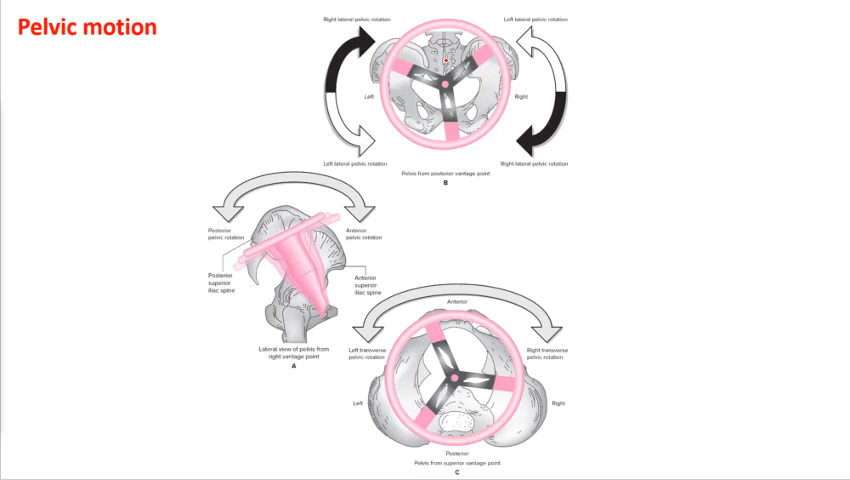 Pelvic motion
Right lateral pelvic rotation
Left lateral pelvic rotation
Left
Right
Left lateral pelvic rotation
Right lateral pelvic rotation
Pelvis from posterior vantage point
B
Posterior
pelvic rotation
Anterior
pelvic rotation
Posterior
superior
iliac spine
Anterior
superior
iliac spine
Lateral view of pelvis from
right vantage point
A
Anterior
Left transverse
pelvic rotation
Right transverse
pelvic rotation
Left
Right
Posterior
Pelvis from superior vantage point
C